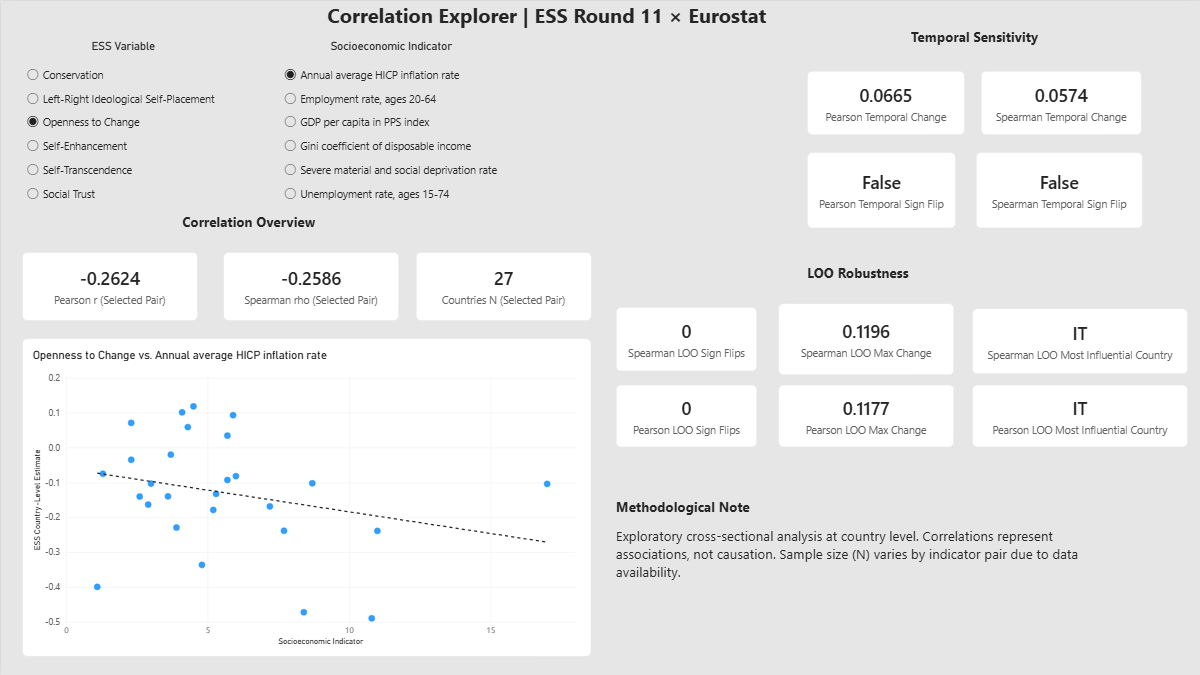 Correlation Explorer | ESS Round 11 × Eurostat
ESS Variable
Conservation
Left-Right Ideological Self-Placement
Openness to Change
Self-Enhancement
Self-Transcendence
Social Trust
Socioeconomic Indicator
Annual average HICP inflation rate
Employment rate, ages 20-64
GDP per capita in PPS index
Gini coefficient of disposable income
Severe material and social deprivation rate
Unemployment rate, ages 15-74
Temporal Sensitivity
0.0665
Pearson Temporal Change
0.0574
Spearman Temporal Change
False
Pearson Temporal Sign Flip
False
Spearman Temporal Sign Flip
Correlation Overview
-0.2624
Pearson r (Selected Pair)
-0.2586
Spearman rho (Selected Pair)
27
Countries N (Selected Pair)
LOO Robustness
0
Spearman LOO Sign Flips
0.1196
Spearman LOO Max Change
IT
Spearman LOO Most Influential Country
0
Pearson LOO Sign Flips
0.1177
Pearson LOO Max Change
IT
Pearson LOO Most Influential Country
Openness to Change vs. Annual average HICP inflation rate
ESS Country-Level Estimate
0.2
0.1
0.0
-0.1
-0.2
-0.3
-0.4
-0.5
0
5
10
15
Socioeconomic Indicator
Methodological Note
Exploratory cross-sectional analysis at country level. Correlations represent
associations, not causation. Sample size (N) varies by indicator pair due to data
availability.